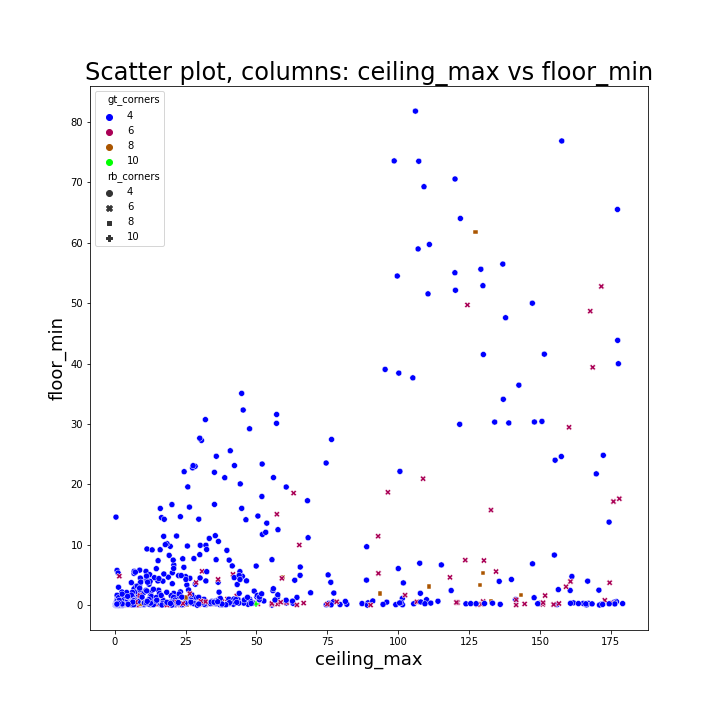 Scatter plot, columns: ceiling_max vs floor_min
gt_corners
4
6
8
10
rb_corners
4
6
8
10
80
70
60
50
40
30
20
10
0
floor_min
0 25 50 75 100 125 150 175
ceiling_max